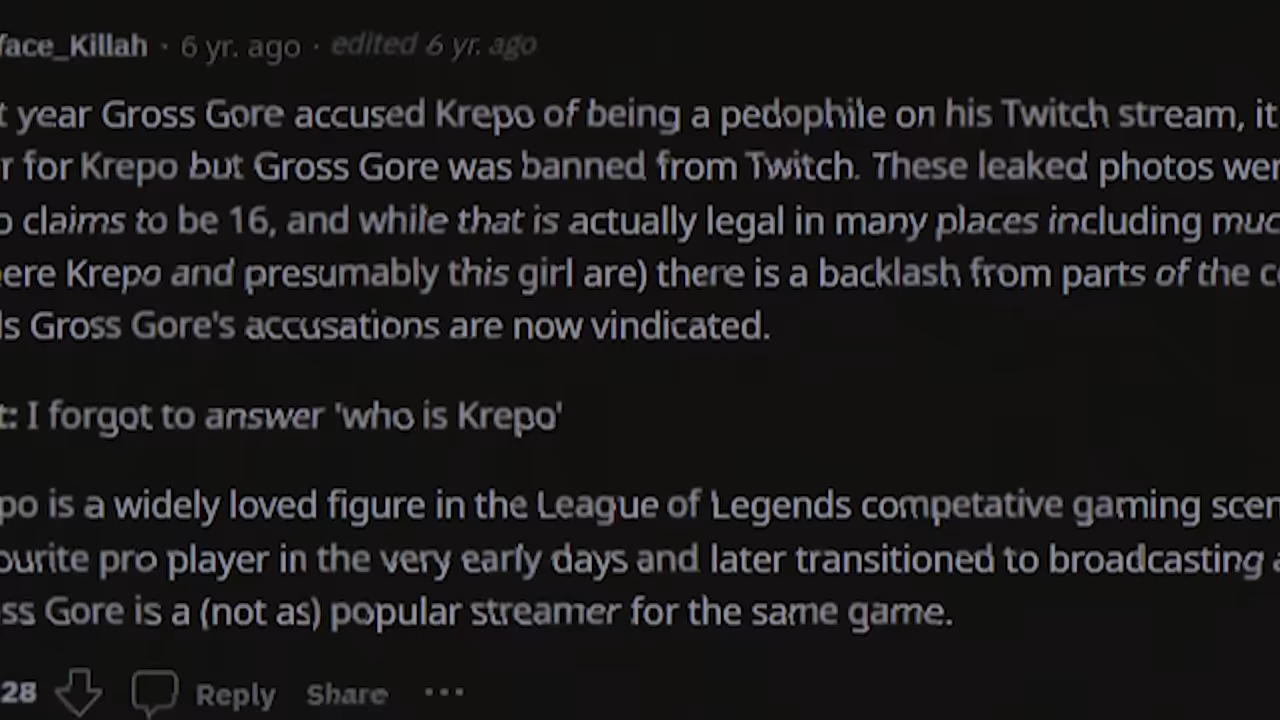 face_Killah · 6 yr. ago · edited 6 yr. ago
t year Gross Gore accused Krepo of being a pedophile on his Twitch stream, it
r for Krepo but Gross Gore was banned from Twitch. These leaked photos wer
o claims to be 16, and while that is actually legal in many places including muc
ere Krepo and presumably this girl are) there is a backlash from parts of the c
ls Gross Gore's accusations are now vindicated.
t: I forgot to answer 'who is Krepo'
po is a widely loved figure in the League of Legends competative gaming scen
ourite pro player in the very early days and later transitioned to broadcasting a
ss Gore is a (not as) popular streamer for the same game.
28 Reply Share ...